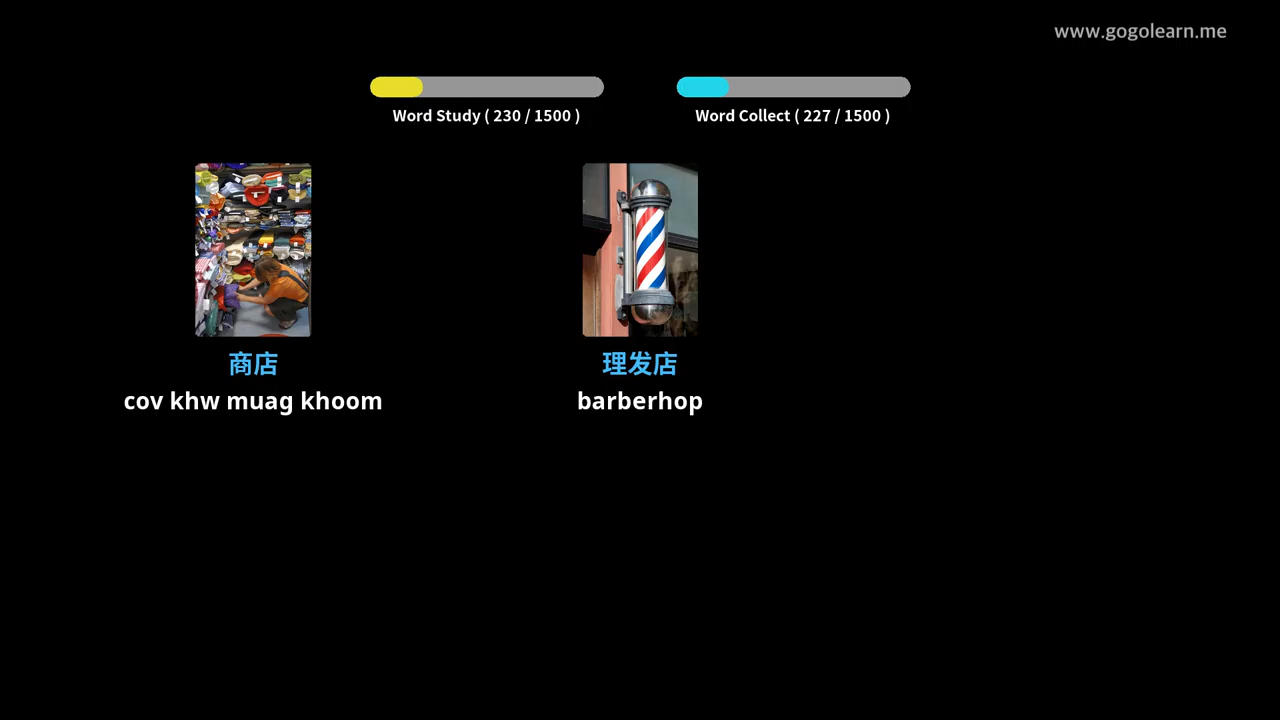 www.gogolearn.me
Word Study ( 230 / 1500 )
Word Collect ( 227 / 1500 )
商店
cov khw muag khoom
理发店
barberhop